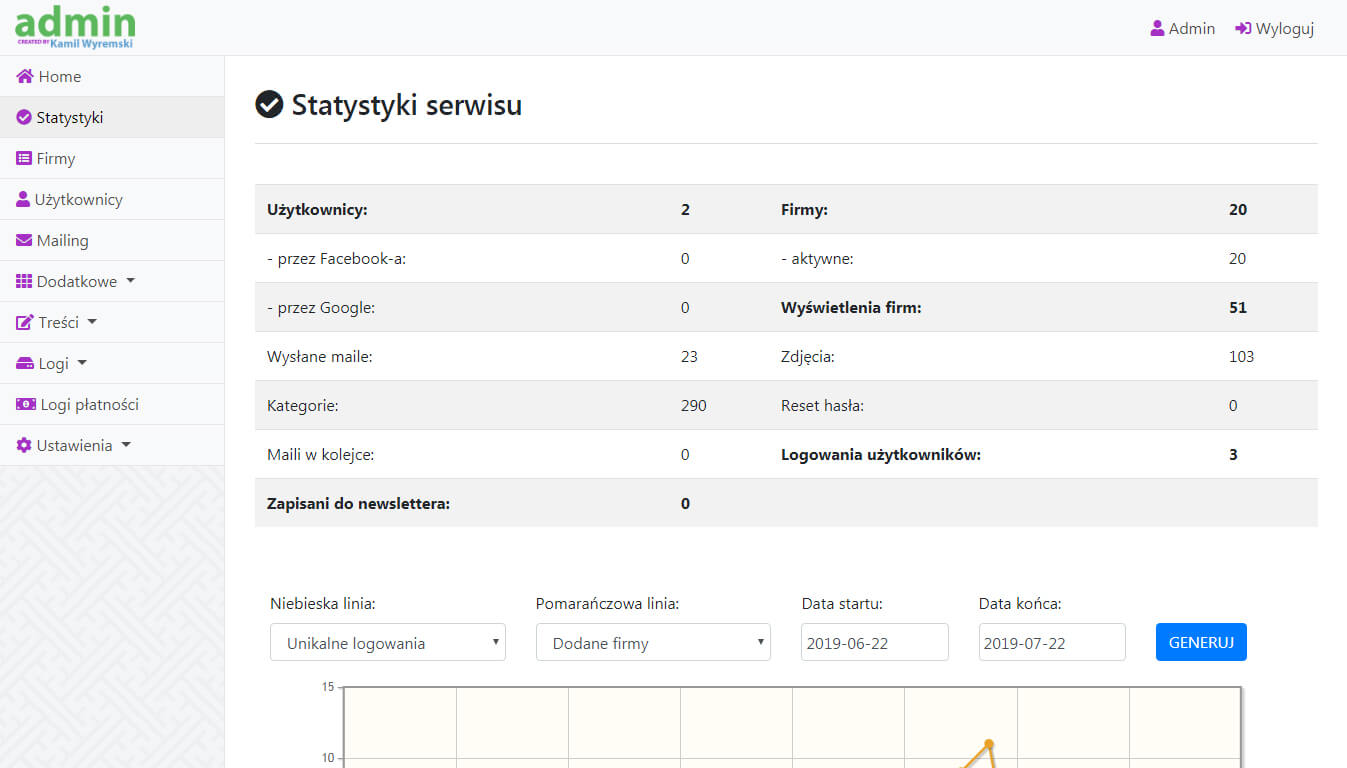 admin
CREATED BY Kamil Wyremski
Admin Wyloguj
Home
Statystyki
Firmy
Użytkownicy
Mailing
Dodatkowe
Treści
Logi
Logi płatności
Ustawienia
Statystyki serwisu
Użytkownicy: 2 Firmy: 20
- przez Facebook-a: 0 - aktywne: 20
- przez Google: 0 Wyświetlenia firm: 51
Wysłane maile: 23 Zdjęcia: 103
Kategorie: 290 Reset hasła: 0
Maili w kolejce: 0 Logowania użytkowników: 3
Zapisani do newslettera: 0
Niebieska linia: Pomarańczowa linia: Data startu: Data końca:
Unikalne logowania Dodane firmy 2019-06-22 2019-07-22 GENERUJ
15
10